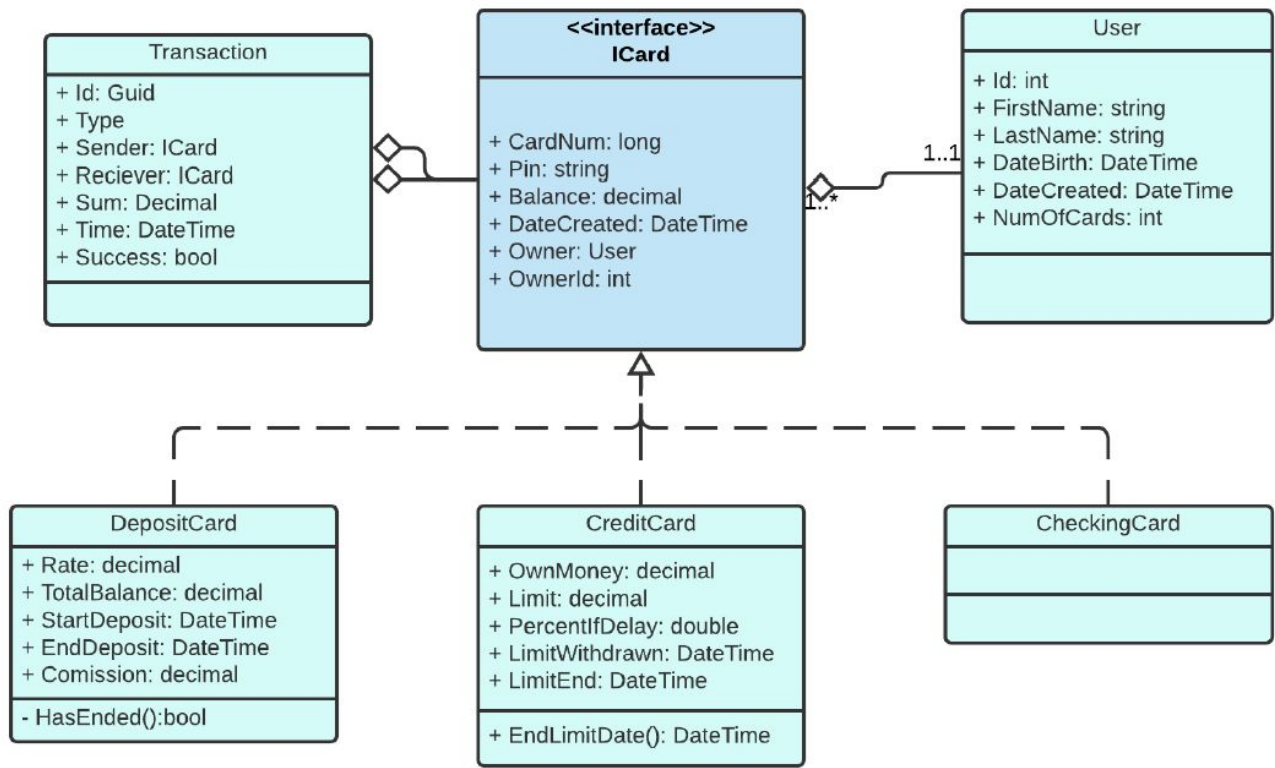 Transaction
+ Id: Guid
+ Type
+ Sender: ICard
+ Reciever: ICard
+ Sum: Decimal
+ Time: DateTime
+ Success: bool
<<interface>>
ICard
+ CardNum: long
+ Pin: string
+ Balance: decimal
+ DateCreated: DateTime
+ Owner: User
+ OwnerId: int
1..*
1..1
User
+ Id: int
+ FirstName: string
+ LastName: string
+ DateBirth: DateTime
+ DateCreated: DateTime
+ NumOfCards: int
DepositCard
+ Rate: decimal
+ TotalBalance: decimal
+ StartDeposit: DateTime
+ EndDeposit: DateTime
+ Comission: decimal
- HasEnded():bool
CreditCard
+ OwnMoney: decimal
+ Limit: decimal
+ PercentIfDelay: double
+ LimitWithdrawn: DateTime
+ LimitEnd: DateTime
+ EndLimitDate(): DateTime
CheckingCard